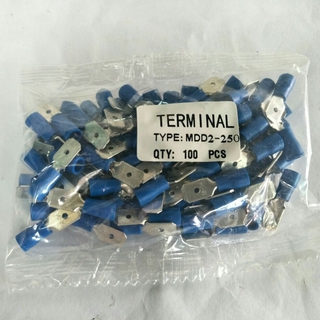 TERMINAL
TYPE: MDD2-250
QTY: 100 PCS